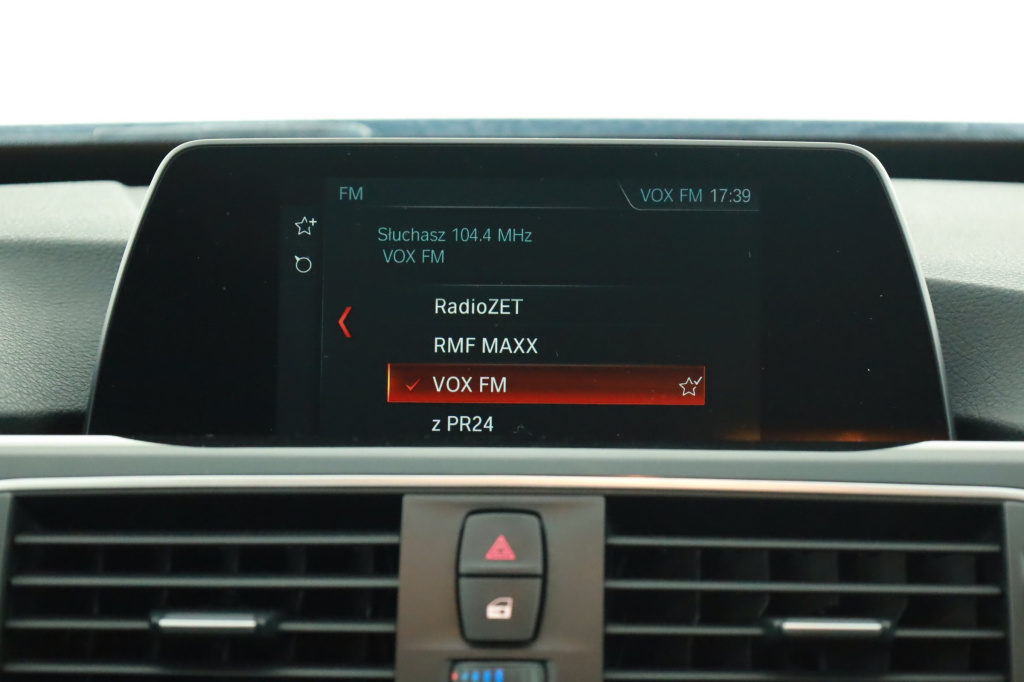 FM
VOX FM 17:39
Słuchasz 104.4 MHz
VOX FM
RadioZET
RMF MAXX
VOX FM
z PR24